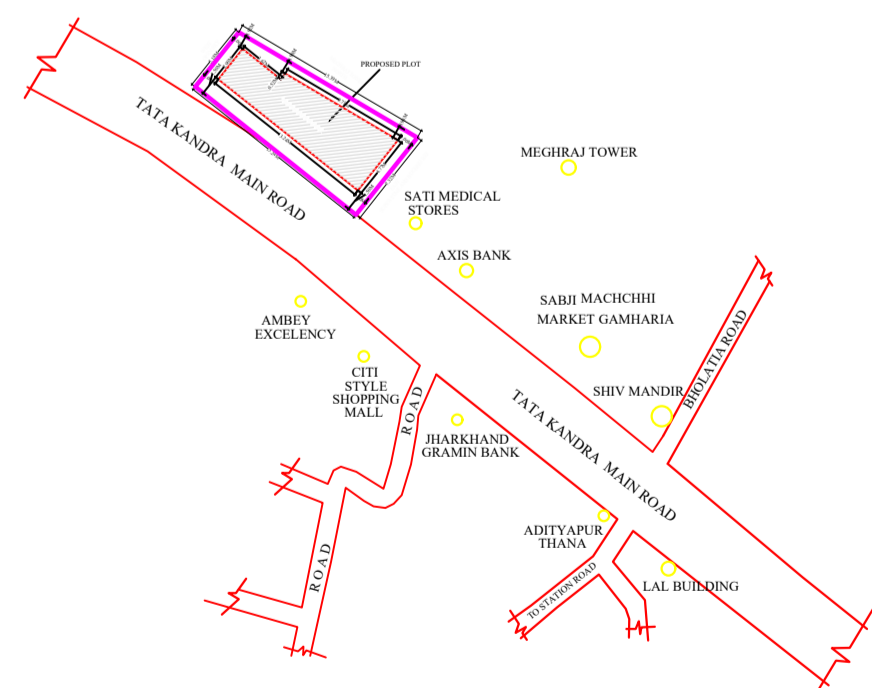 PROPOSED PLOT
TATA KANDRA MAIN ROAD
MEGHRAJ TOWER
SATI MEDICAL
STORES
AXIS BANK
SABJI MACHCHHI
MARKET GAMHARIA
AMBEY
EXCELENCY
CITI
STYLE
SHOPPING
MALL
ROAD
SHIV MANDIR
BHOLATIA ROAD
JHARKHAND
GRAMIN BANK
TATA KANDRA MAIN ROAD
ADITYAPUR
THANA
ROAD
TO STATION ROAD
LAL BUILDING